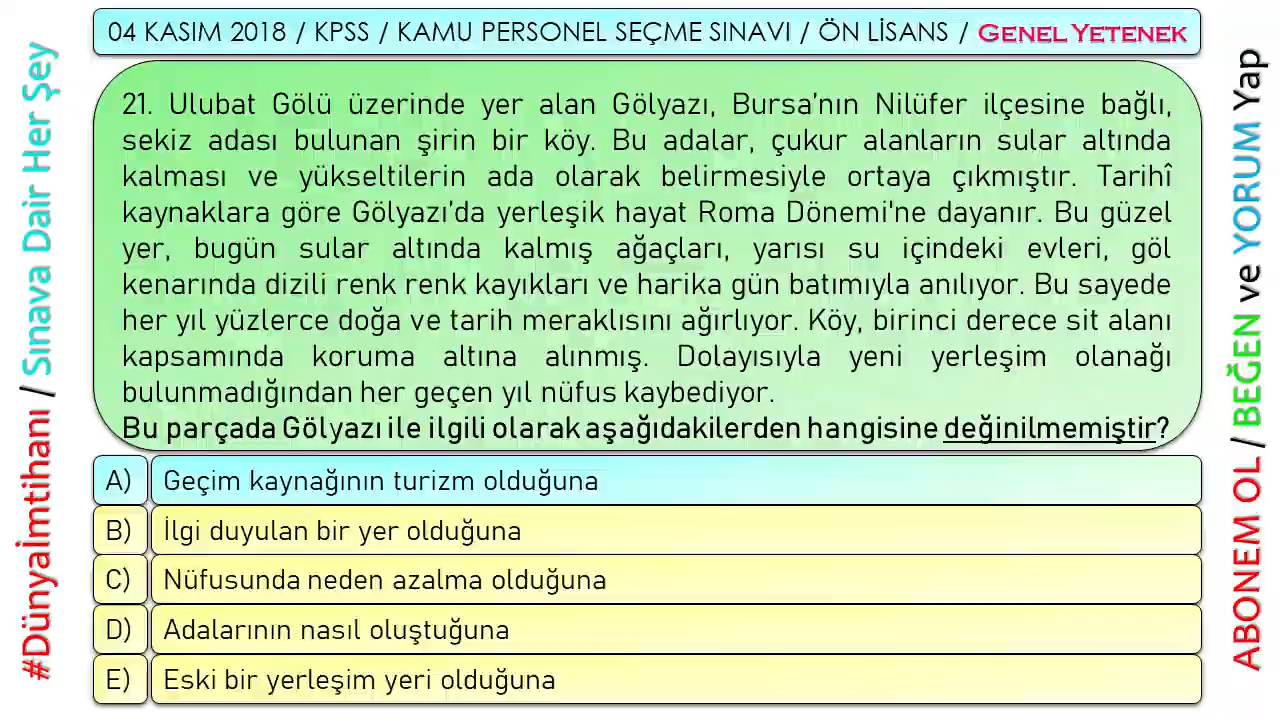 04 KASIM 2018 / KPSS / KAMU PERSONEL SEÇME SINAVI / ÖN LİSANS / GENEL YETENEK
#Dünyaİmtihanı / Sınava Dair Her Şey
21. Ulubat Gölü üzerinde yer alan Gölyazı, Bursa’nın Nilüfer ilçesine bağlı,
sekiz adası bulunan şirin bir köy. Bu adalar, çukur alanların sular altında
kalması ve yükseltilerin ada olarak belirmesiyle ortaya çıkmıştır. Tarihî
kaynaklara göre Gölyazı’da yerleşik hayat Roma Dönemi'ne dayanır. Bu güzel
yer, bugün sular altında kalmış ağaçları, yarısı su içindeki evleri, göl
kenarında dizili renk renk kayıkları ve harika gün batımıyla anılıyor. Bu sayede
her yıl yüzlerce doğa ve tarih meraklısını ağırlıyor. Köy, birinci derece sit alanı
kapsamında koruma altına alınmış. Dolayısıyla yeni yerleşim olanağı
bulunmadığından her geçen yıl nüfus kaybediyor.
Bu parçada Gölyazı ile ilgili olarak aşağıdakilerden hangisine değinilmemiştir?
A) Geçim kaynağının turizm olduğuna
B) İlgi duyulan bir yer olduğuna
C) Nüfusunda neden azalma olduğuna
D) Adalarının nasıl oluştuğuna
E) Eski bir yerleşim yeri olduğuna
ABONEM OL / BEĞEN ve YORUM Yap